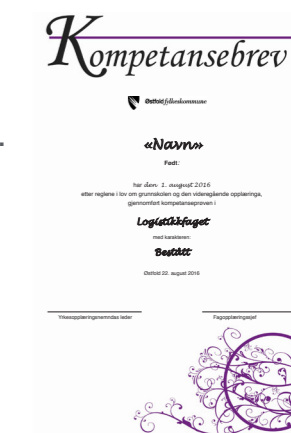 Kompetansebrev
Østfold fylkeskommune
«Navn»
Født:
har den 1. august 2016
etter reglene i lov om grunnskolen og den videregående opplæringa,
gjennomført kompetanseprøven i
Logistikkfaget
med karakteren:
Bestått
Østfold 22. august 2016
Yrkesopplæringsnemndas leder
Fagopplæringssjef